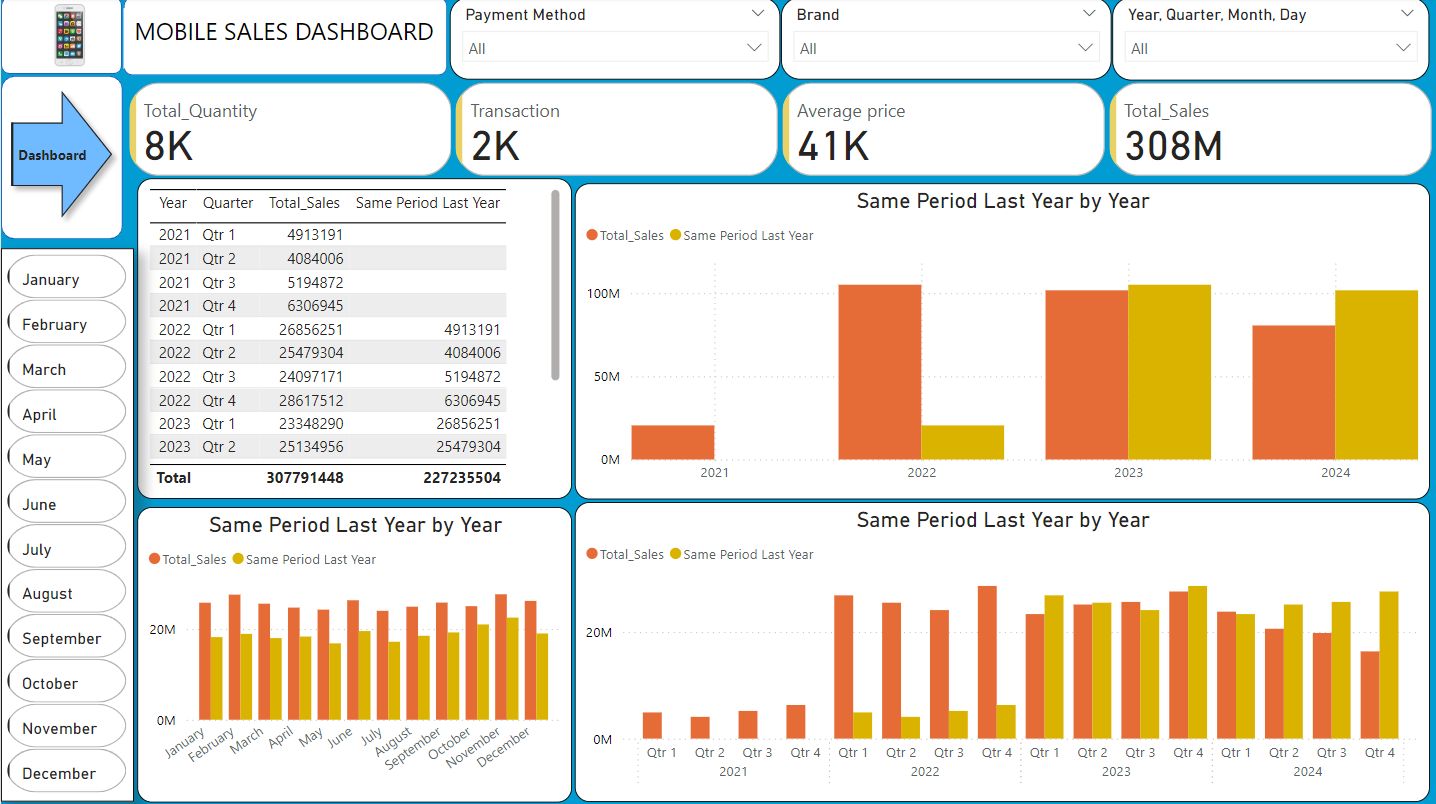 MOBILE SALES DASHBOARD
Payment Method
All
Brand
All
Year, Quarter, Month, Day
All
Dashboard
Total_Quantity
8K
Transaction
2K
Average price
41K
Total_Sales
308M
January
February
March
April
May
June
July
August
September
October
November
December
Year Quarter Total_Sales Same Period Last Year
2021 Qtr 1 4913191
2021 Qtr 2 4084006
2021 Qtr 3 5194872
2021 Qtr 4 6306945
2022 Qtr 1 26856251 4913191
2022 Qtr 2 25479304 4084006
2022 Qtr 3 24097171 5194872
2022 Qtr 4 28617512 6306945
2023 Qtr 1 23348290 26856251
2023 Qtr 2 25134956 25479304
Total 307791448 227235504
Same Period Last Year by Year
Total_Sales Same Period Last Year
100M
50M
0M
2021 2022 2023 2024
Same Period Last Year by Year
Total_Sales Same Period Last Year
20M
0M
January February March April May June July August September October November December
Same Period Last Year by Year
Total_Sales Same Period Last Year
20M
0M
Qtr 1 Qtr 2 Qtr 3 Qtr 4 Qtr 1 Qtr 2 Qtr 3 Qtr 4 Qtr 1 Qtr 2 Qtr 3 Qtr 4 Qtr 1 Qtr 2 Qtr 3 Qtr 4
2021 2022 2023 2024